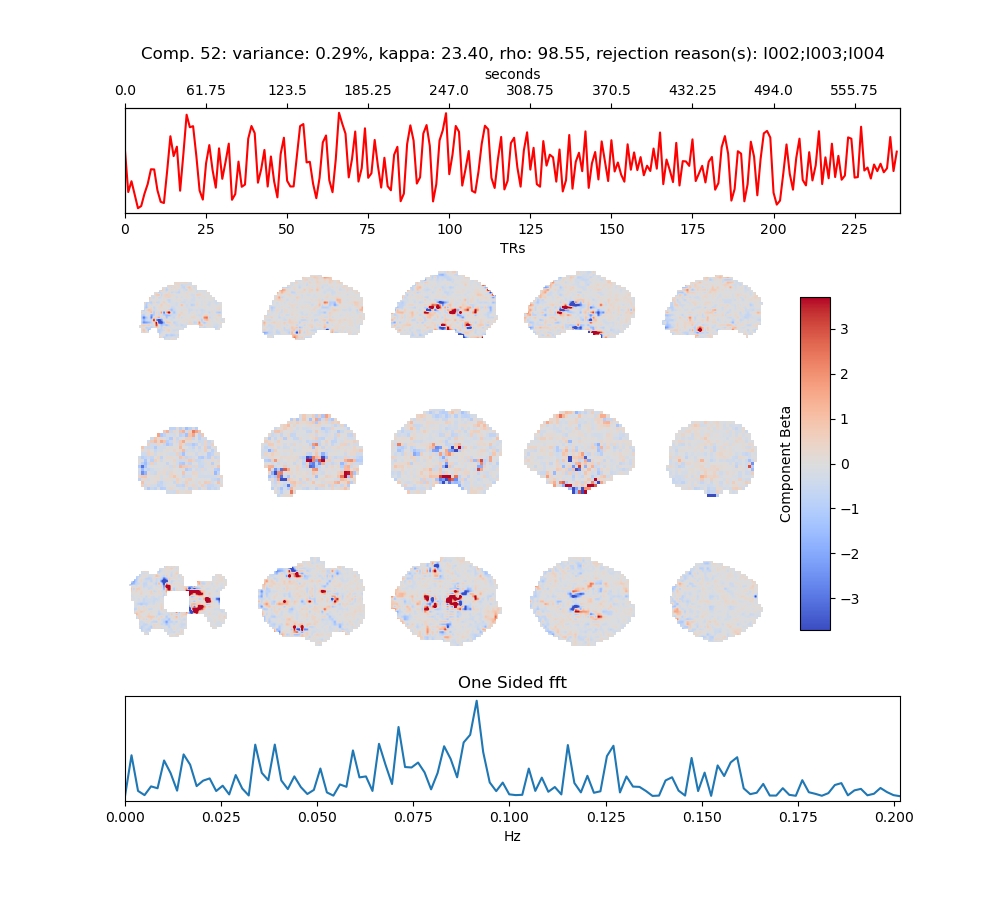 Comp. 52: variance: 0.29%, kappa: 23.40, rho: 98.55, rejection reason(s): I002;I003;I004
seconds
0.0 61.75 123.5 185.25 247.0 308.75 370.5 432.25 494.0 555.75
0 25 50 75 100 125 150 175 200 225
TRs
3
2
1
0
−1
−2
−3
Component Beta
One Sided fft
0.000 0.025 0.050 0.075 0.100 0.125 0.150 0.175 0.200
Hz